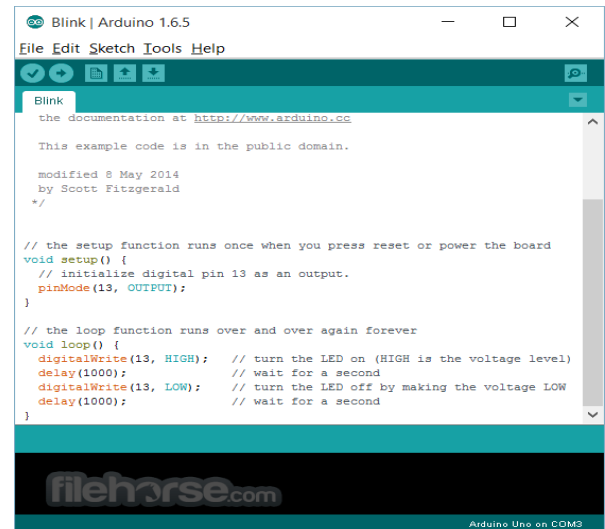 Blink | Arduino 1.6.5
File Edit Sketch Tools Help
Blink
the documentation at http://www.arduino.cc
This example code is in the public domain.
modified 8 May 2014
by Scott Fitzgerald
*/
// the setup function runs once when you press reset or power the board
void setup() {
// initialize digital pin 13 as an output.
pinMode(13, OUTPUT);
}
// the loop function runs over and over again forever
void loop() {
digitalWrite(13, HIGH);   // turn the LED on (HIGH is the voltage level)
delay(1000);              // wait for a second
digitalWrite(13, LOW);    // turn the LED off by making the voltage LOW
delay(1000);              // wait for a second
}
filehorse.com
Arduino Uno on COM3